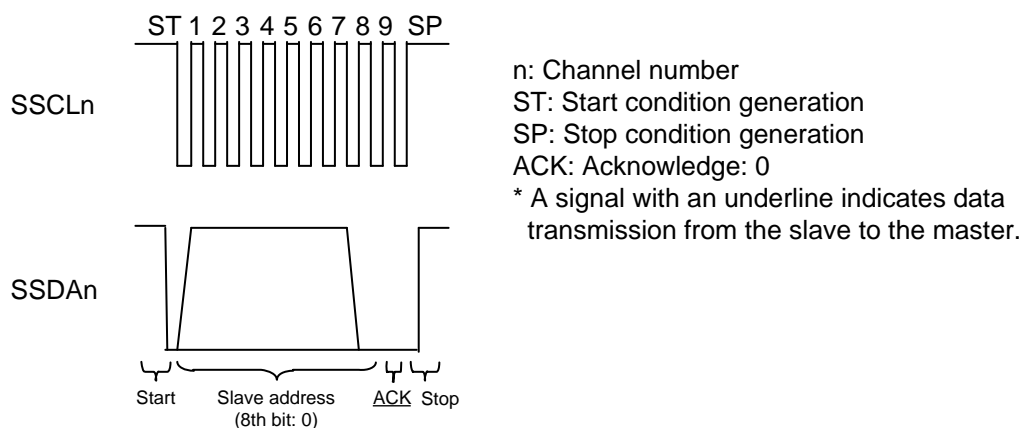 ST 1 2 3 4 5 6 7 8 9 SP
SSCLn
n: Channel number
ST: Start condition generation
SP: Stop condition generation
ACK: Acknowledge: 0
* A signal with an underline indicates data
transmission from the slave to the master.
SSDAn
Start
Slave address
(8th bit: 0)
ACK
Stop